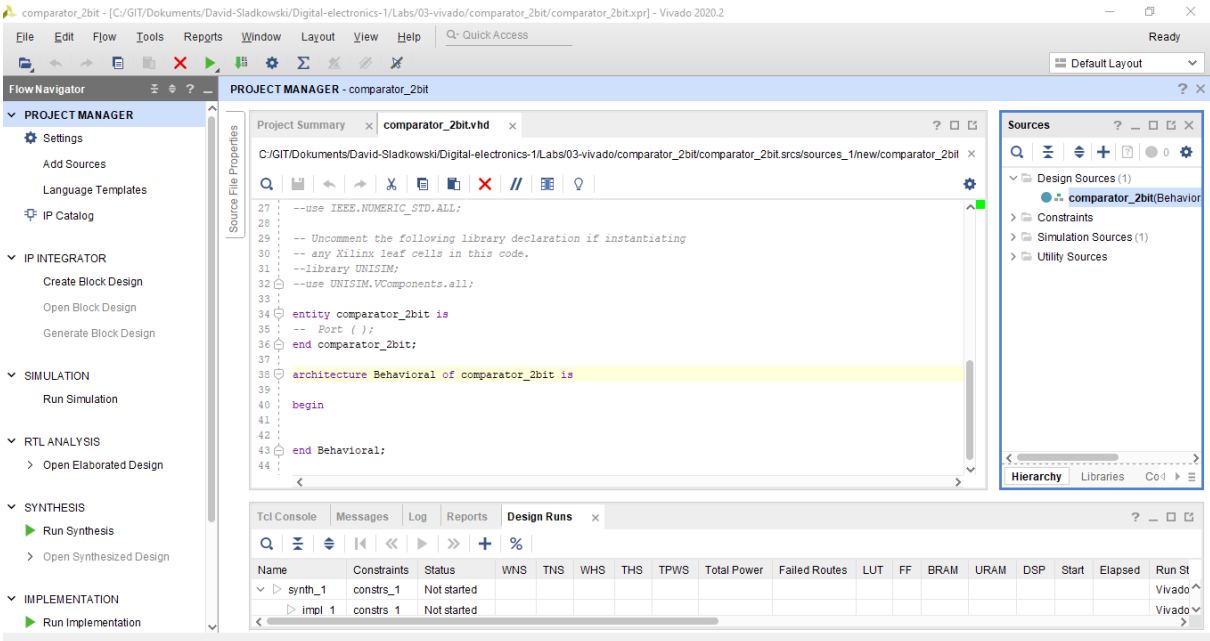 comparator_2bit - [C:/GIT/Dokuments/David-Sladkowski/Digital-electronics-1/Labs/03-vivado/comparator_2bit/comparator_2bit.xpr] - Vivado 2020.2
File Edit Flow Tools Reports Window Layout View Help Q- Quick Access Ready
Default Layout
Flow Navigator
PROJECT MANAGER - comparator_2bit
PROJECT MANAGER
Settings
Add Sources
Language Templates
IP Catalog
IP INTEGRATOR
Create Block Design
Open Block Design
Generate Block Design
SIMULATION
Run Simulation
RTL ANALYSIS
Open Elaborated Design
SYNTHESIS
Run Synthesis
Open Synthesized Design
IMPLEMENTATION
Run Implementation
Source File Properties
Project Summary comparator_2bit.vhd
C:/GIT/Dokuments/David-Sladkowski/Digital-electronics-1/Labs/03-vivado/comparator_2bit/comparator_2bit.srcs/sources_1/new/comparator_2bit
27 --use IEEE.NUMERIC_STD.ALL;
28
29 -- Uncomment the following library declaration if instantiating
30 -- any Xilinx leaf cells in this code.
31 --library UNISIM;
32 --use UNISIM.VComponents.all;
33
34 entity comparator_2bit is
35 -- Port ( );
36 end comparator_2bit;
37
38 architecture Behavioral of comparator_2bit is
39
40 begin
41
42
43 end Behavioral;
44
Sources
0
Design Sources (1)
comparator_2bit(Behavior
Constraints
Simulation Sources (1)
Utility Sources
Hierarchy Libraries
Tcl Console Messages Log Reports Design Runs
Name Constraints Status WNS TNS WHS THS TPWS Total Power Failed Routes LUT FF BRAM URAM DSP Start Elapsed Run St
synth_1 constrs_1 Not started Vivado
impl_1 constrs_1 Not started Vivado